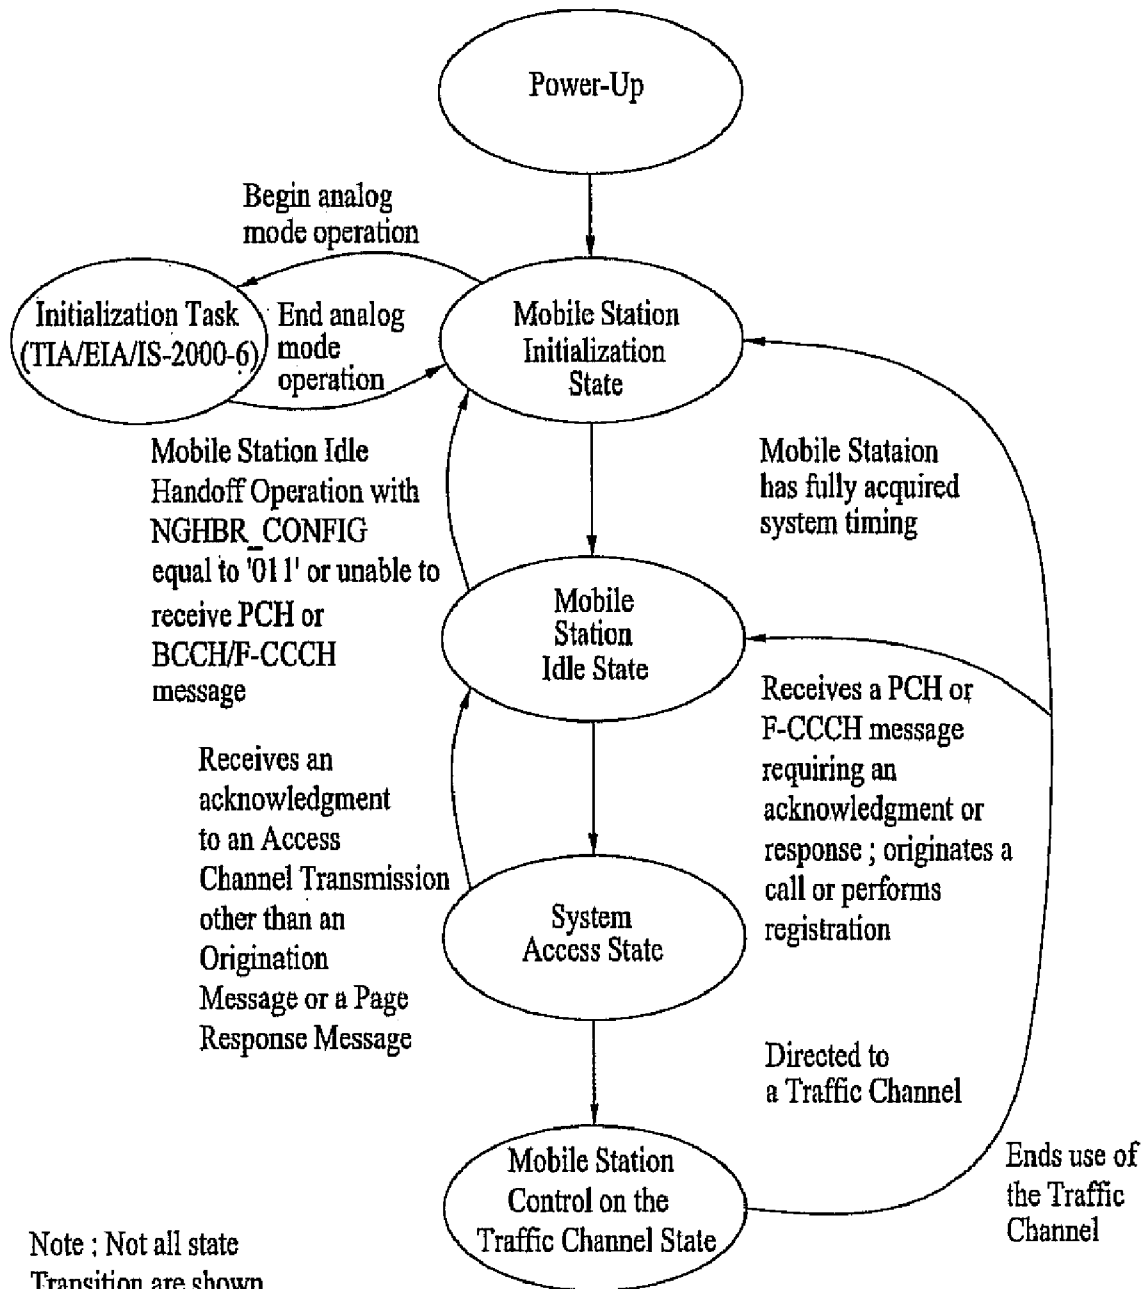 Power-Up
Begin analog
mode operation
Initialization Task
(TIA/EIA/IS-2000-6)
End analog
mode
operation
Mobile Station
Initialization
State
Mobile Station Idle
Handoff Operation with
NGHBR_CONFIG
equal to '011' or unable to
receive PCH or
BCCH/F-CCCH
message
Mobile Stataion
has fully acquired
system timing
Mobile
Station
Idle State
Receives an
acknowledgment
to an Access
Channel Transmission
other than an
Origination
Message or a Page
Response Message
Receives a PCH or
F-CCCH message
requiring an
acknowledgment or
response ; originates a
call or performs
registration
System
Access State
Directed to
a Traffic Channel
Mobile Station
Control on the
Traffic Channel State
Ends use of
the Traffic
Channel
Note ; Not all state
Transition are shown